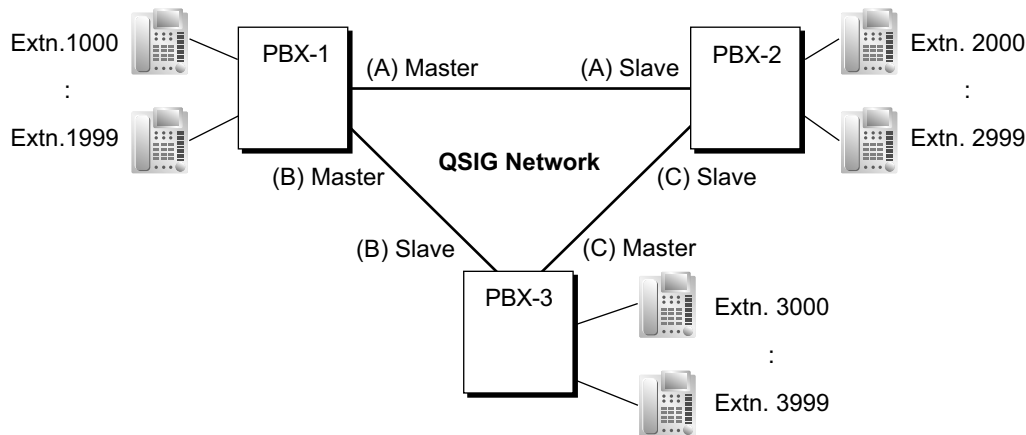 Extn.1000
:
Extn.1999
PBX-1
(A) Master
(A) Slave
PBX-2
Extn. 2000
:
Extn. 2999
QSIG Network
(B) Master
(C) Slave
(B) Slave
(C) Master
PBX-3
Extn. 3000
:
Extn. 3999